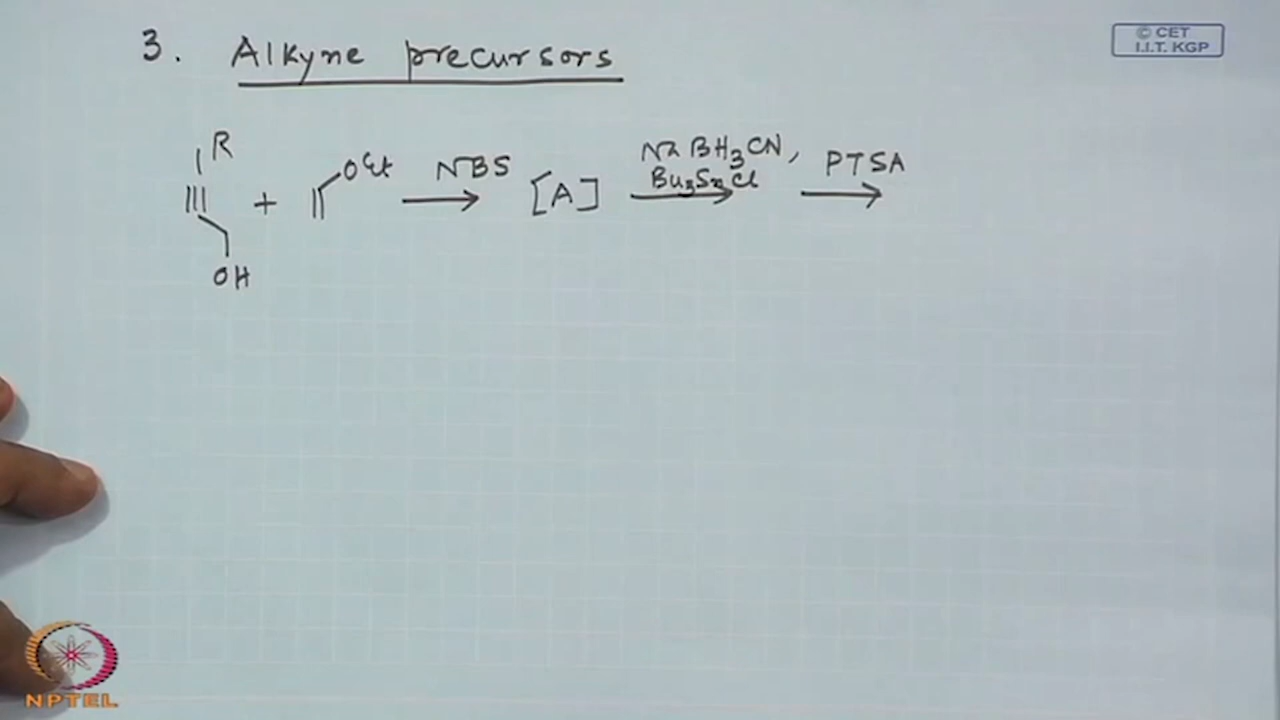 © CET
I.I.T. KGP
3. Alkyne precursors
R
OH
+
OEt
NBS
[A]
NaBH3CN,
Bu3SnCl
PTSA
NPTEL